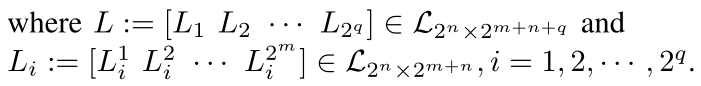 where $L := [L_1 \ L_2 \ \cdots \ L_{2^q}] \in \mathcal{L}_{2^n \times 2^{m+n+q}}$ and
$L_i := [L_i^1 \ L_i^2 \ \cdots \ L_i^{2^m}] \in \mathcal{L}_{2^n \times 2^{m+n}}, i = 1, 2, \cdots, 2^q.$